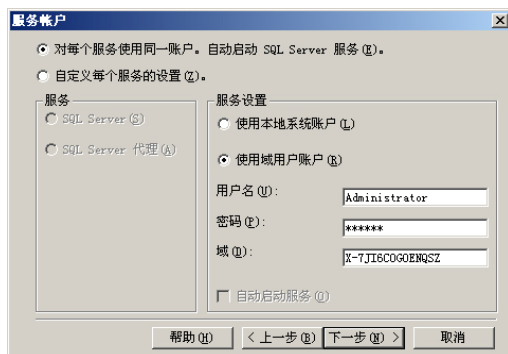 服务帐户
对每个服务使用同一账户。自动启动 SQL Server 服务(E)。
自定义每个服务的设置(Z)。
服务
SQL Server(S)
SQL Server 代理(A)
服务设置
使用本地系统账户(L)
使用域用户账户(R)
用户名(U):
Administrator
密码(P):
******
域(D):
X-7JI6COGOENQSZ
自动启动服务(O)
帮助(H)
< 上一步(B)
下一步(N) >
取消